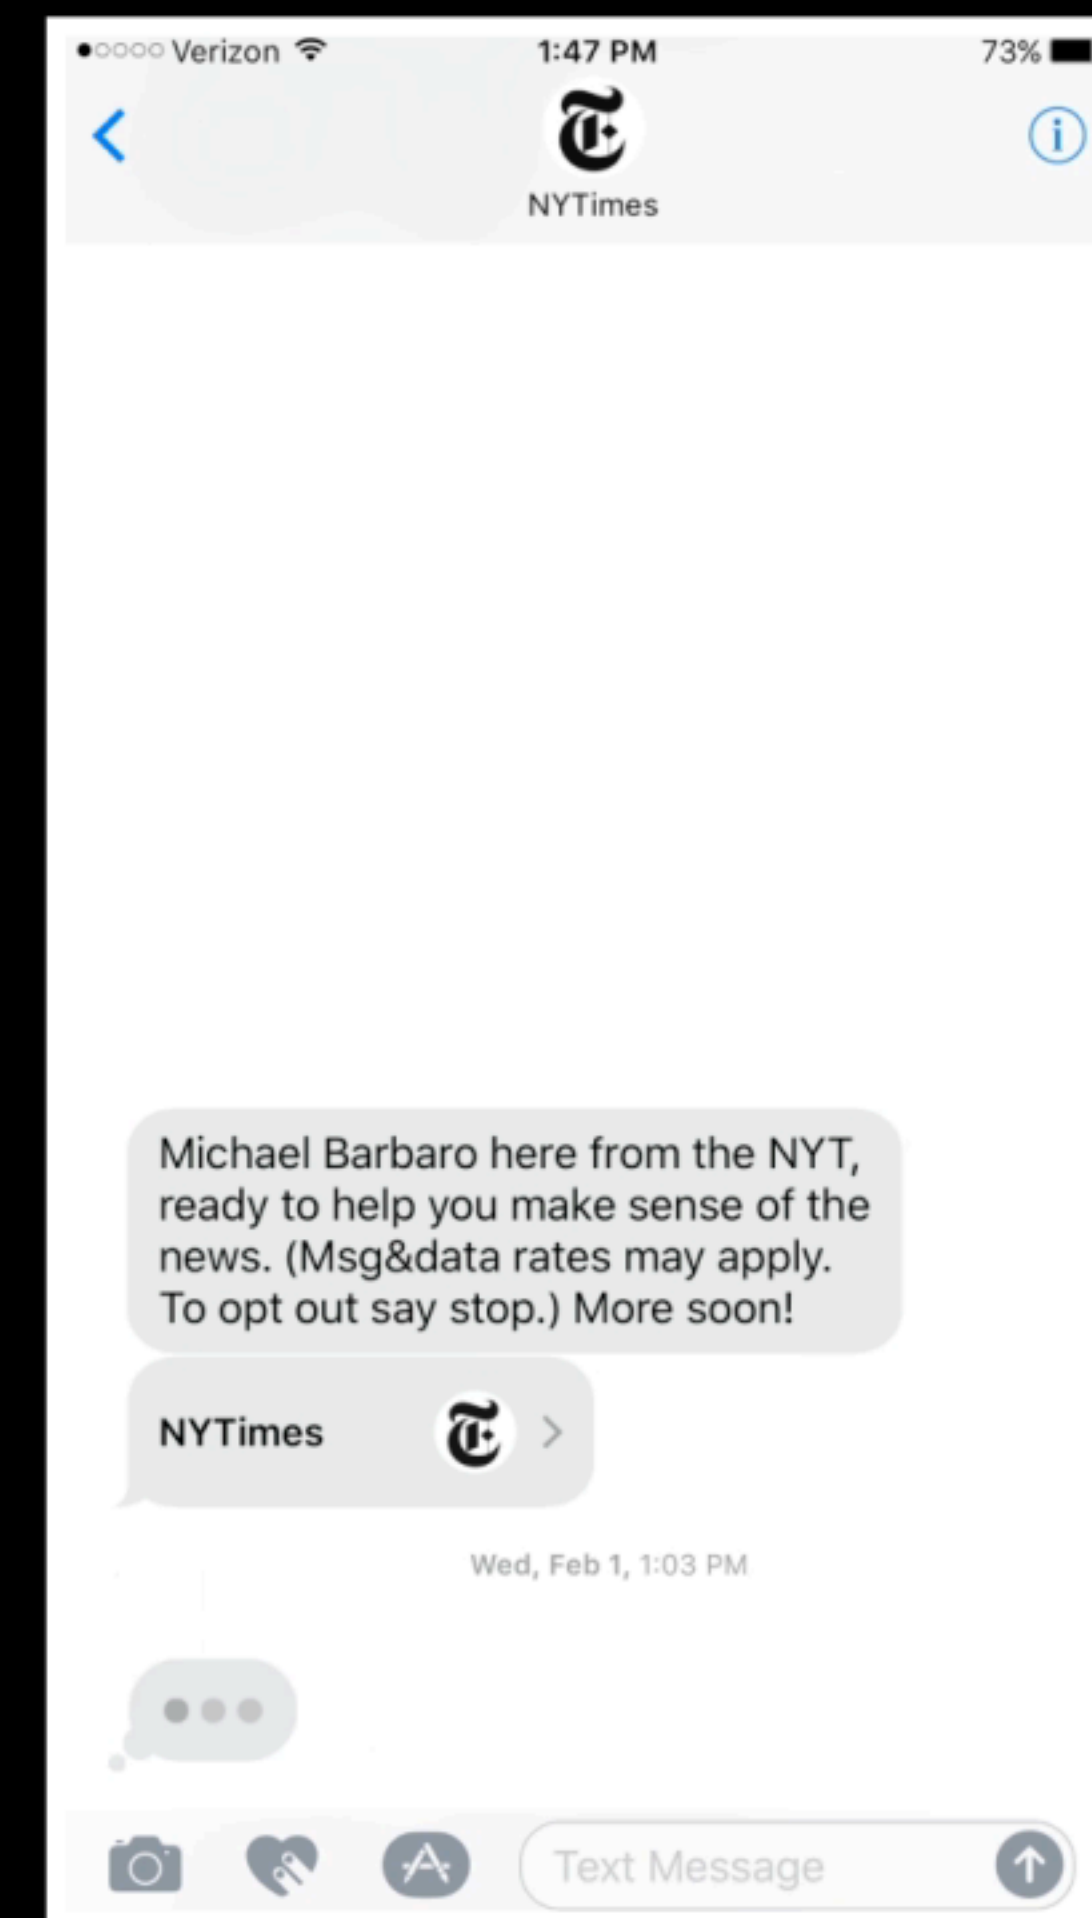 Verizon 1:47 PM 73%
NYTimes
Michael Barbaro here from the NYT,
ready to help you make sense of the
news. (Msg&data rates may apply.
To opt out say stop.) More soon!
NYTimes
Wed, Feb 1, 1:03 PM
Text Message